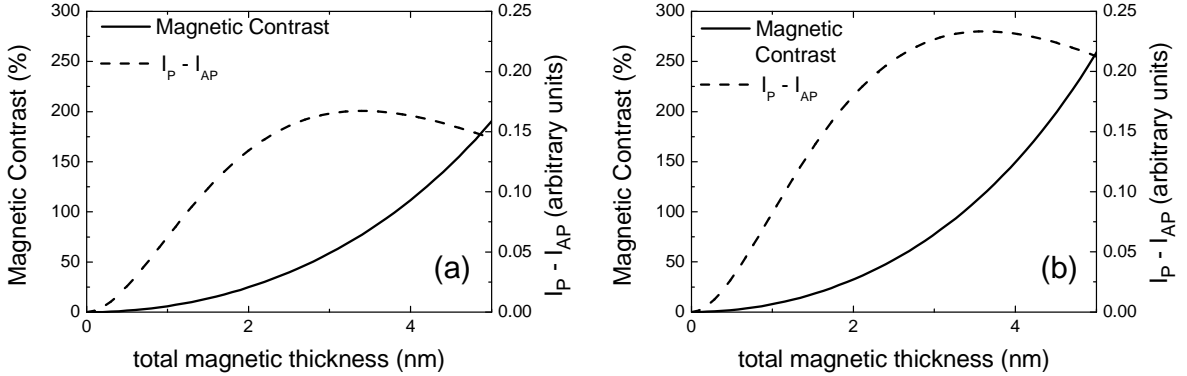 300
250
200
150
100
50
0
Magnetic Contrast (%)
Magnetic Contrast
I_P - I_AP
0.25
0.20
0.15
0.10
0.05
0.00
I_P - I_AP (arbitrary units)
(a)
0 2 4
total magnetic thickness (nm)
300
250
200
150
100
50
0
Magnetic Contrast (%)
Magnetic
Contrast
I_P - I_AP
0.25
0.20
0.15
0.10
0.05
0.00
I_P - I_AP (arbitrary units)
(b)
0 2 4
total magnetic thickness (nm)